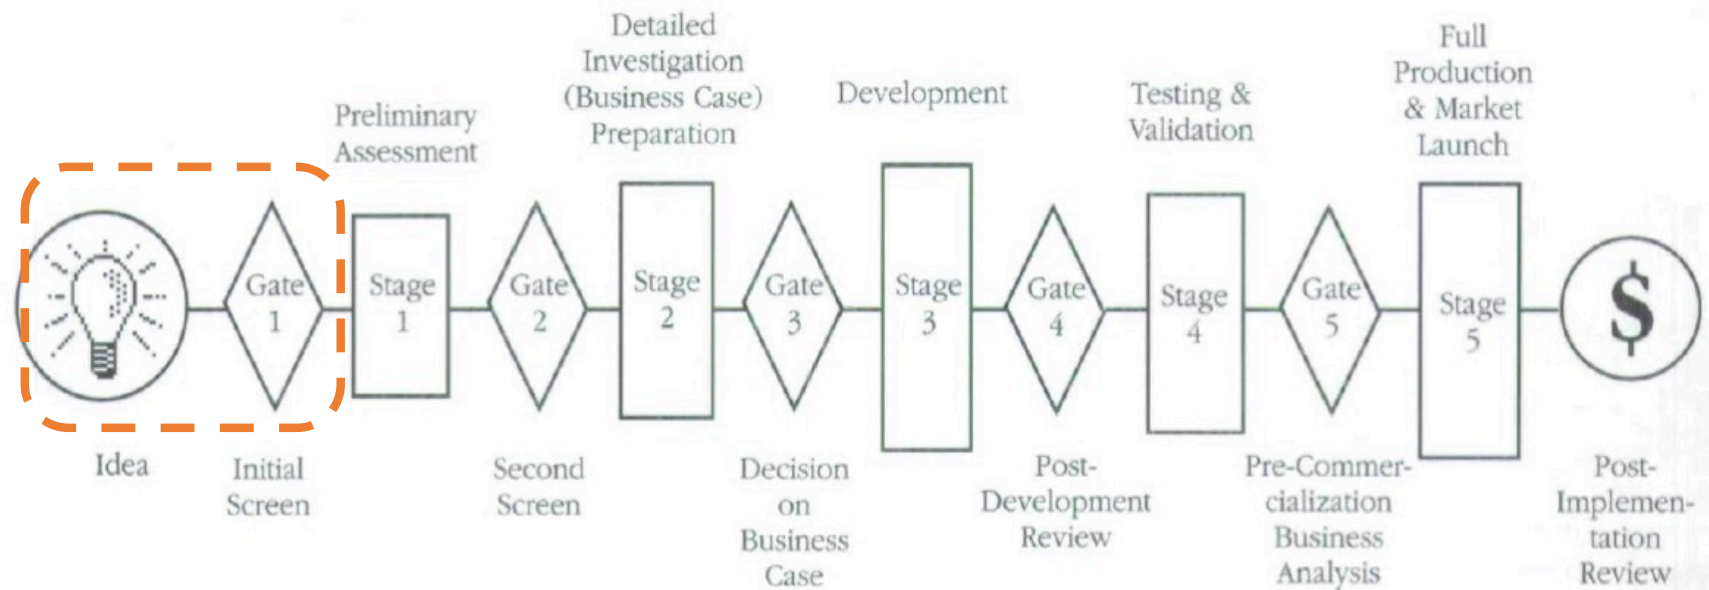 Detailed
Investigation
(Business Case)
Preparation
Full
Production
& Market
Launch
Preliminary
Assessment
Development
Testing &
Validation
Gate
1
Stage
1
Gate
2
Stage
2
Gate
3
Stage
3
Gate
4
Stage
4
Gate
5
Stage
5
$
Idea
Initial
Screen
Second
Screen
Decision
on
Business
Case
Post-
Development
Review
Pre-Commer-
cialization
Business
Analysis
Post-
Implemen-
tation
Review